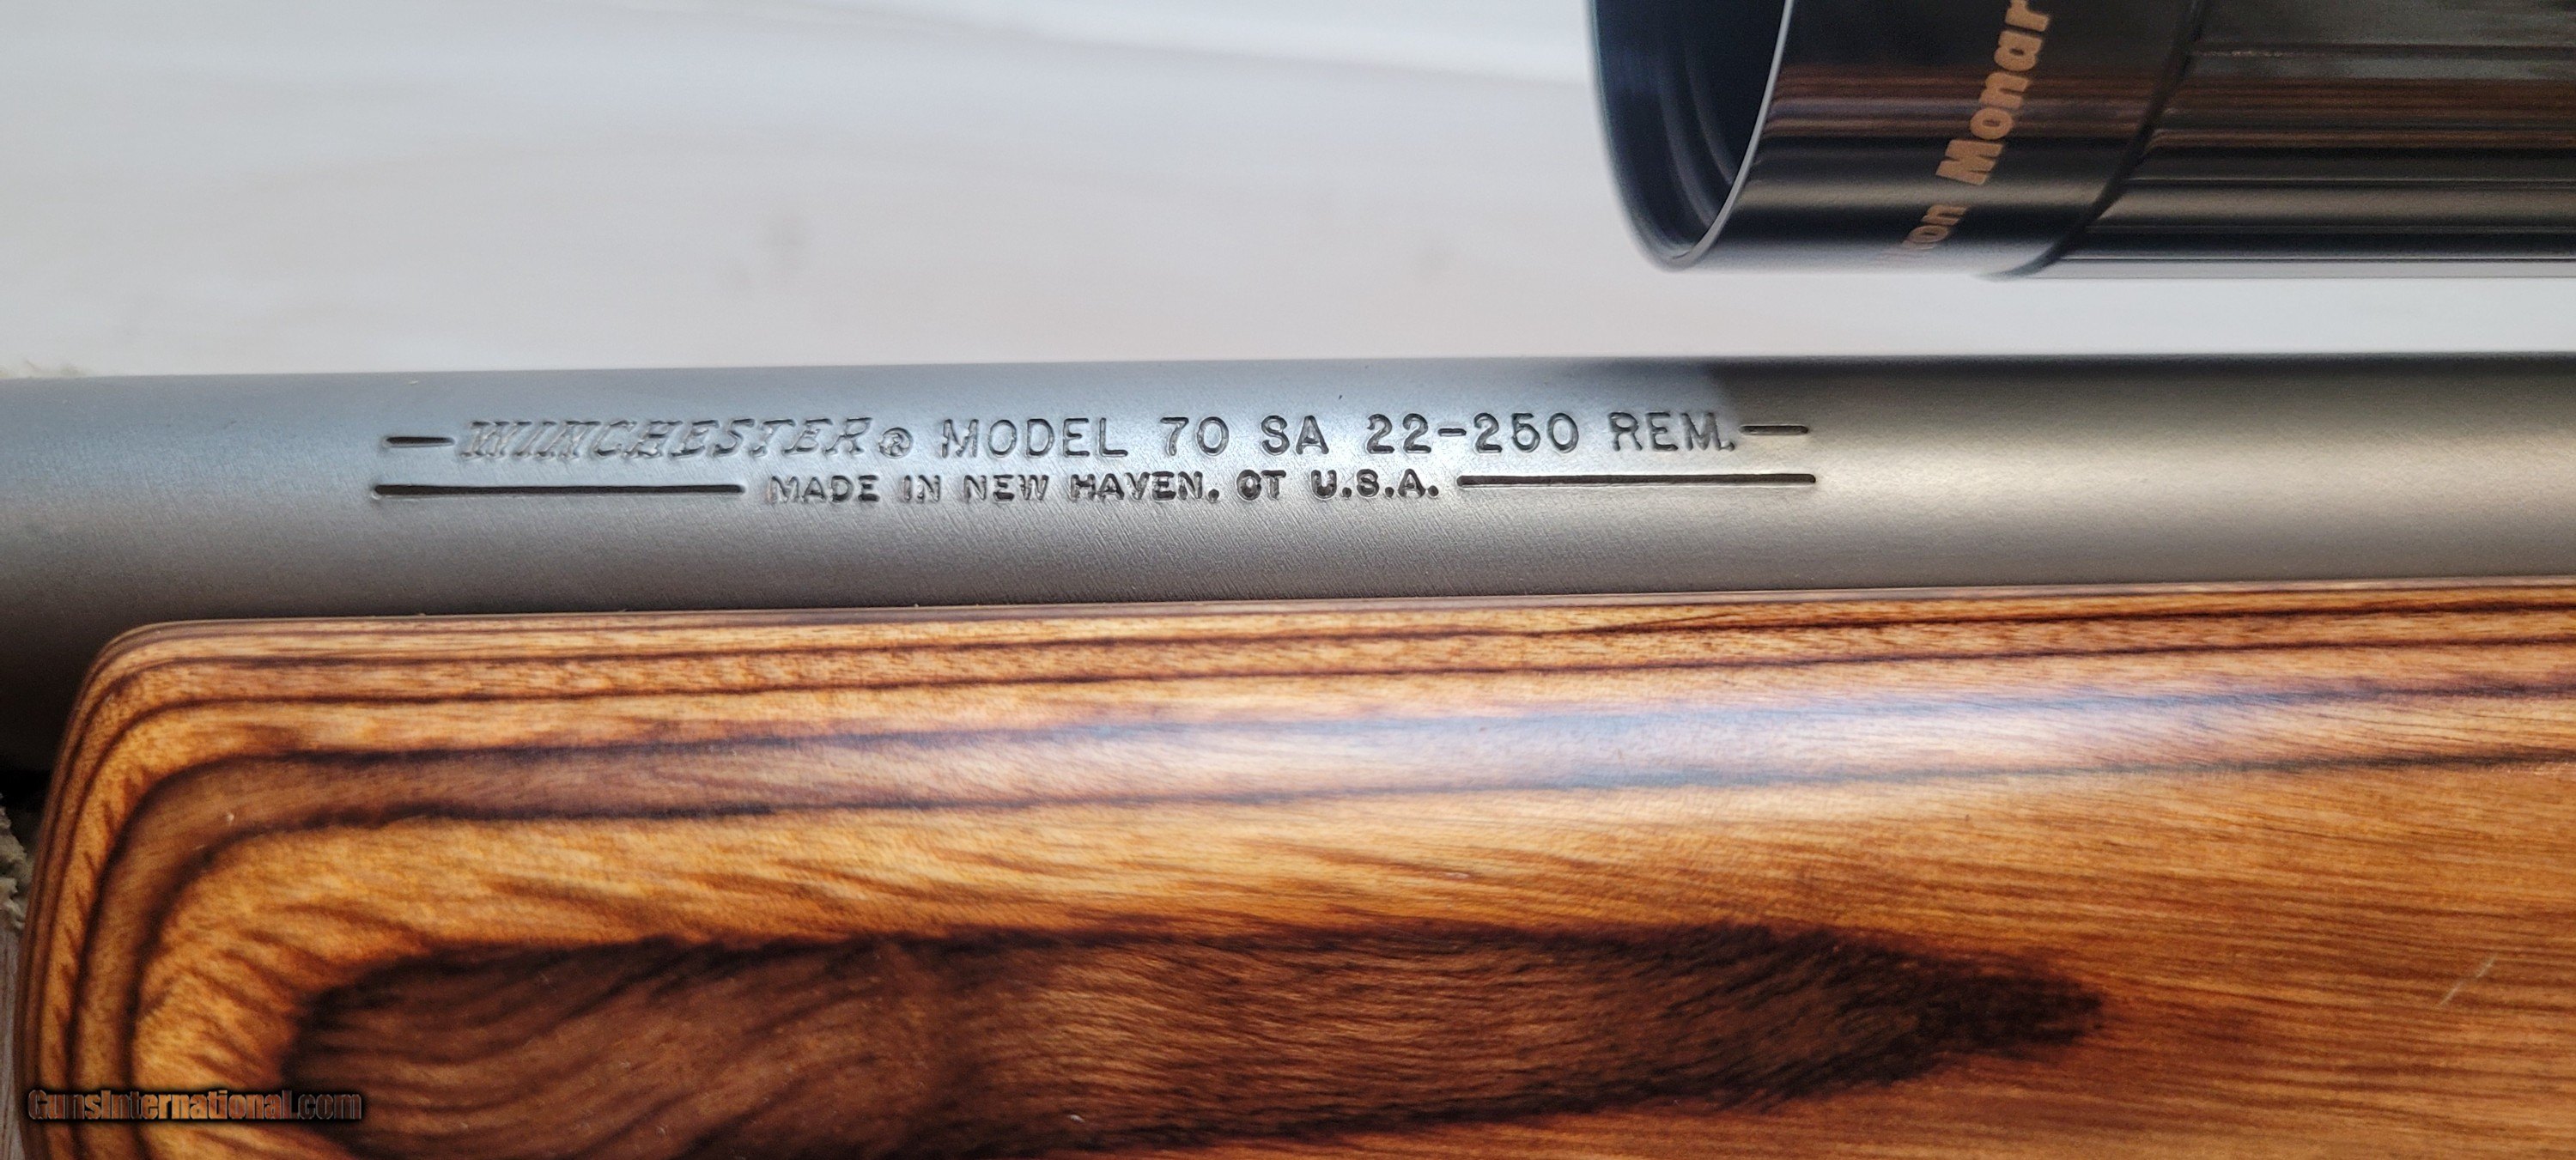 Monar
WINCHESTER® MODEL 70 SA 22-250 REM.
MADE IN NEW HAVEN, CT U.S.A.
GunsInternational.com